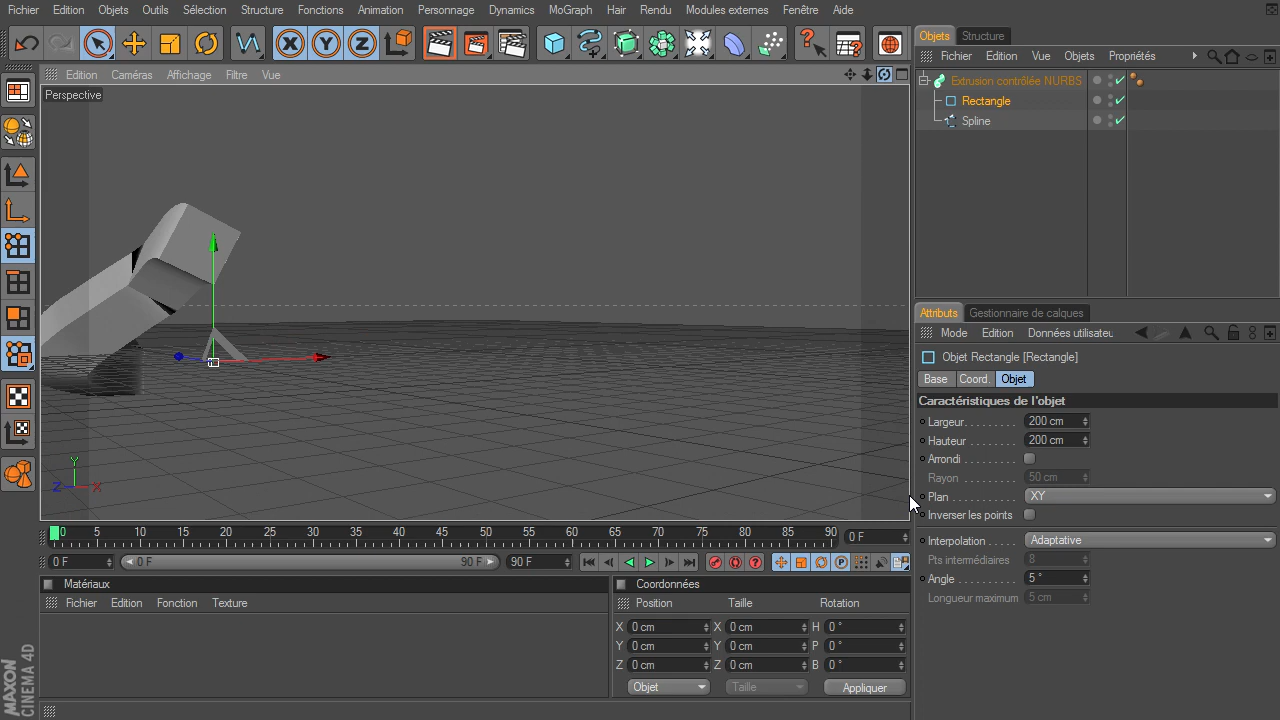 Fichier Edition Objets Outils Sélection Structure Fonctions Animation Personnage Dynamics MoGraph Hair Rendu Modules externes Fenêtre Aide
Edition Caméras Affichage Filtre Vue
Perspective
Y
Z X
Objets Structure
Fichier Edition Vue Objets Propriétés
Extrusion contrôlée NURBS
Rectangle
Spline
Attributs Gestionnaire de calques
Mode Edition Données utilisateu
Objet Rectangle [Rectangle]
Base Coord. Objet
Caractéristiques de l'objet
Largeur. . . . . . . . . 200 cm
Hauteur . . . . . . . . 200 cm
Arrondi . . . . . . . .
Rayon . . . . . . . . . 50 cm
Plan . . . . . . . . . . XY
Inverser les points
Interpolation . . . . . Adaptative
Pts intermédiaires 8
Angle . . . . . . . . . 5 °
Longueur maximum 5 cm
0 5 10 15 20 25 30 35 40 45 50 55 60 65 70 75 80 85 90 0 F
0 F 0 F 90 F 90 F
Matériaux
Fichier Edition Fonction Texture
Coordonnées
Position Taille Rotation
X 0 cm X 0 cm H 0 °
Y 0 cm Y 0 cm P 0 °
Z 0 cm Z 0 cm B 0 °
Objet Taille Appliquer
MAXON
CINEMA 4D